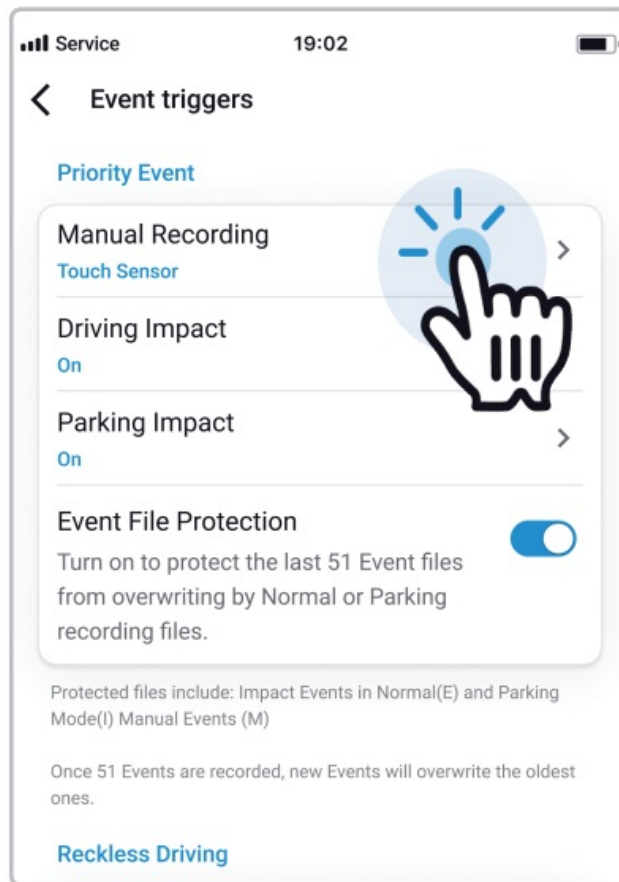 Service 19:02
Event triggers
Priority Event
Manual Recording
Touch Sensor
Driving Impact
On
Parking Impact
On
Event File Protection
Turn on to protect the last 51 Event files
from overwriting by Normal or Parking
recording files.
Protected files include: Impact Events in Normal(E) and Parking
Mode(I) Manual Events (M)
Once 51 Events are recorded, new Events will overwrite the oldest
ones.
Reckless Driving